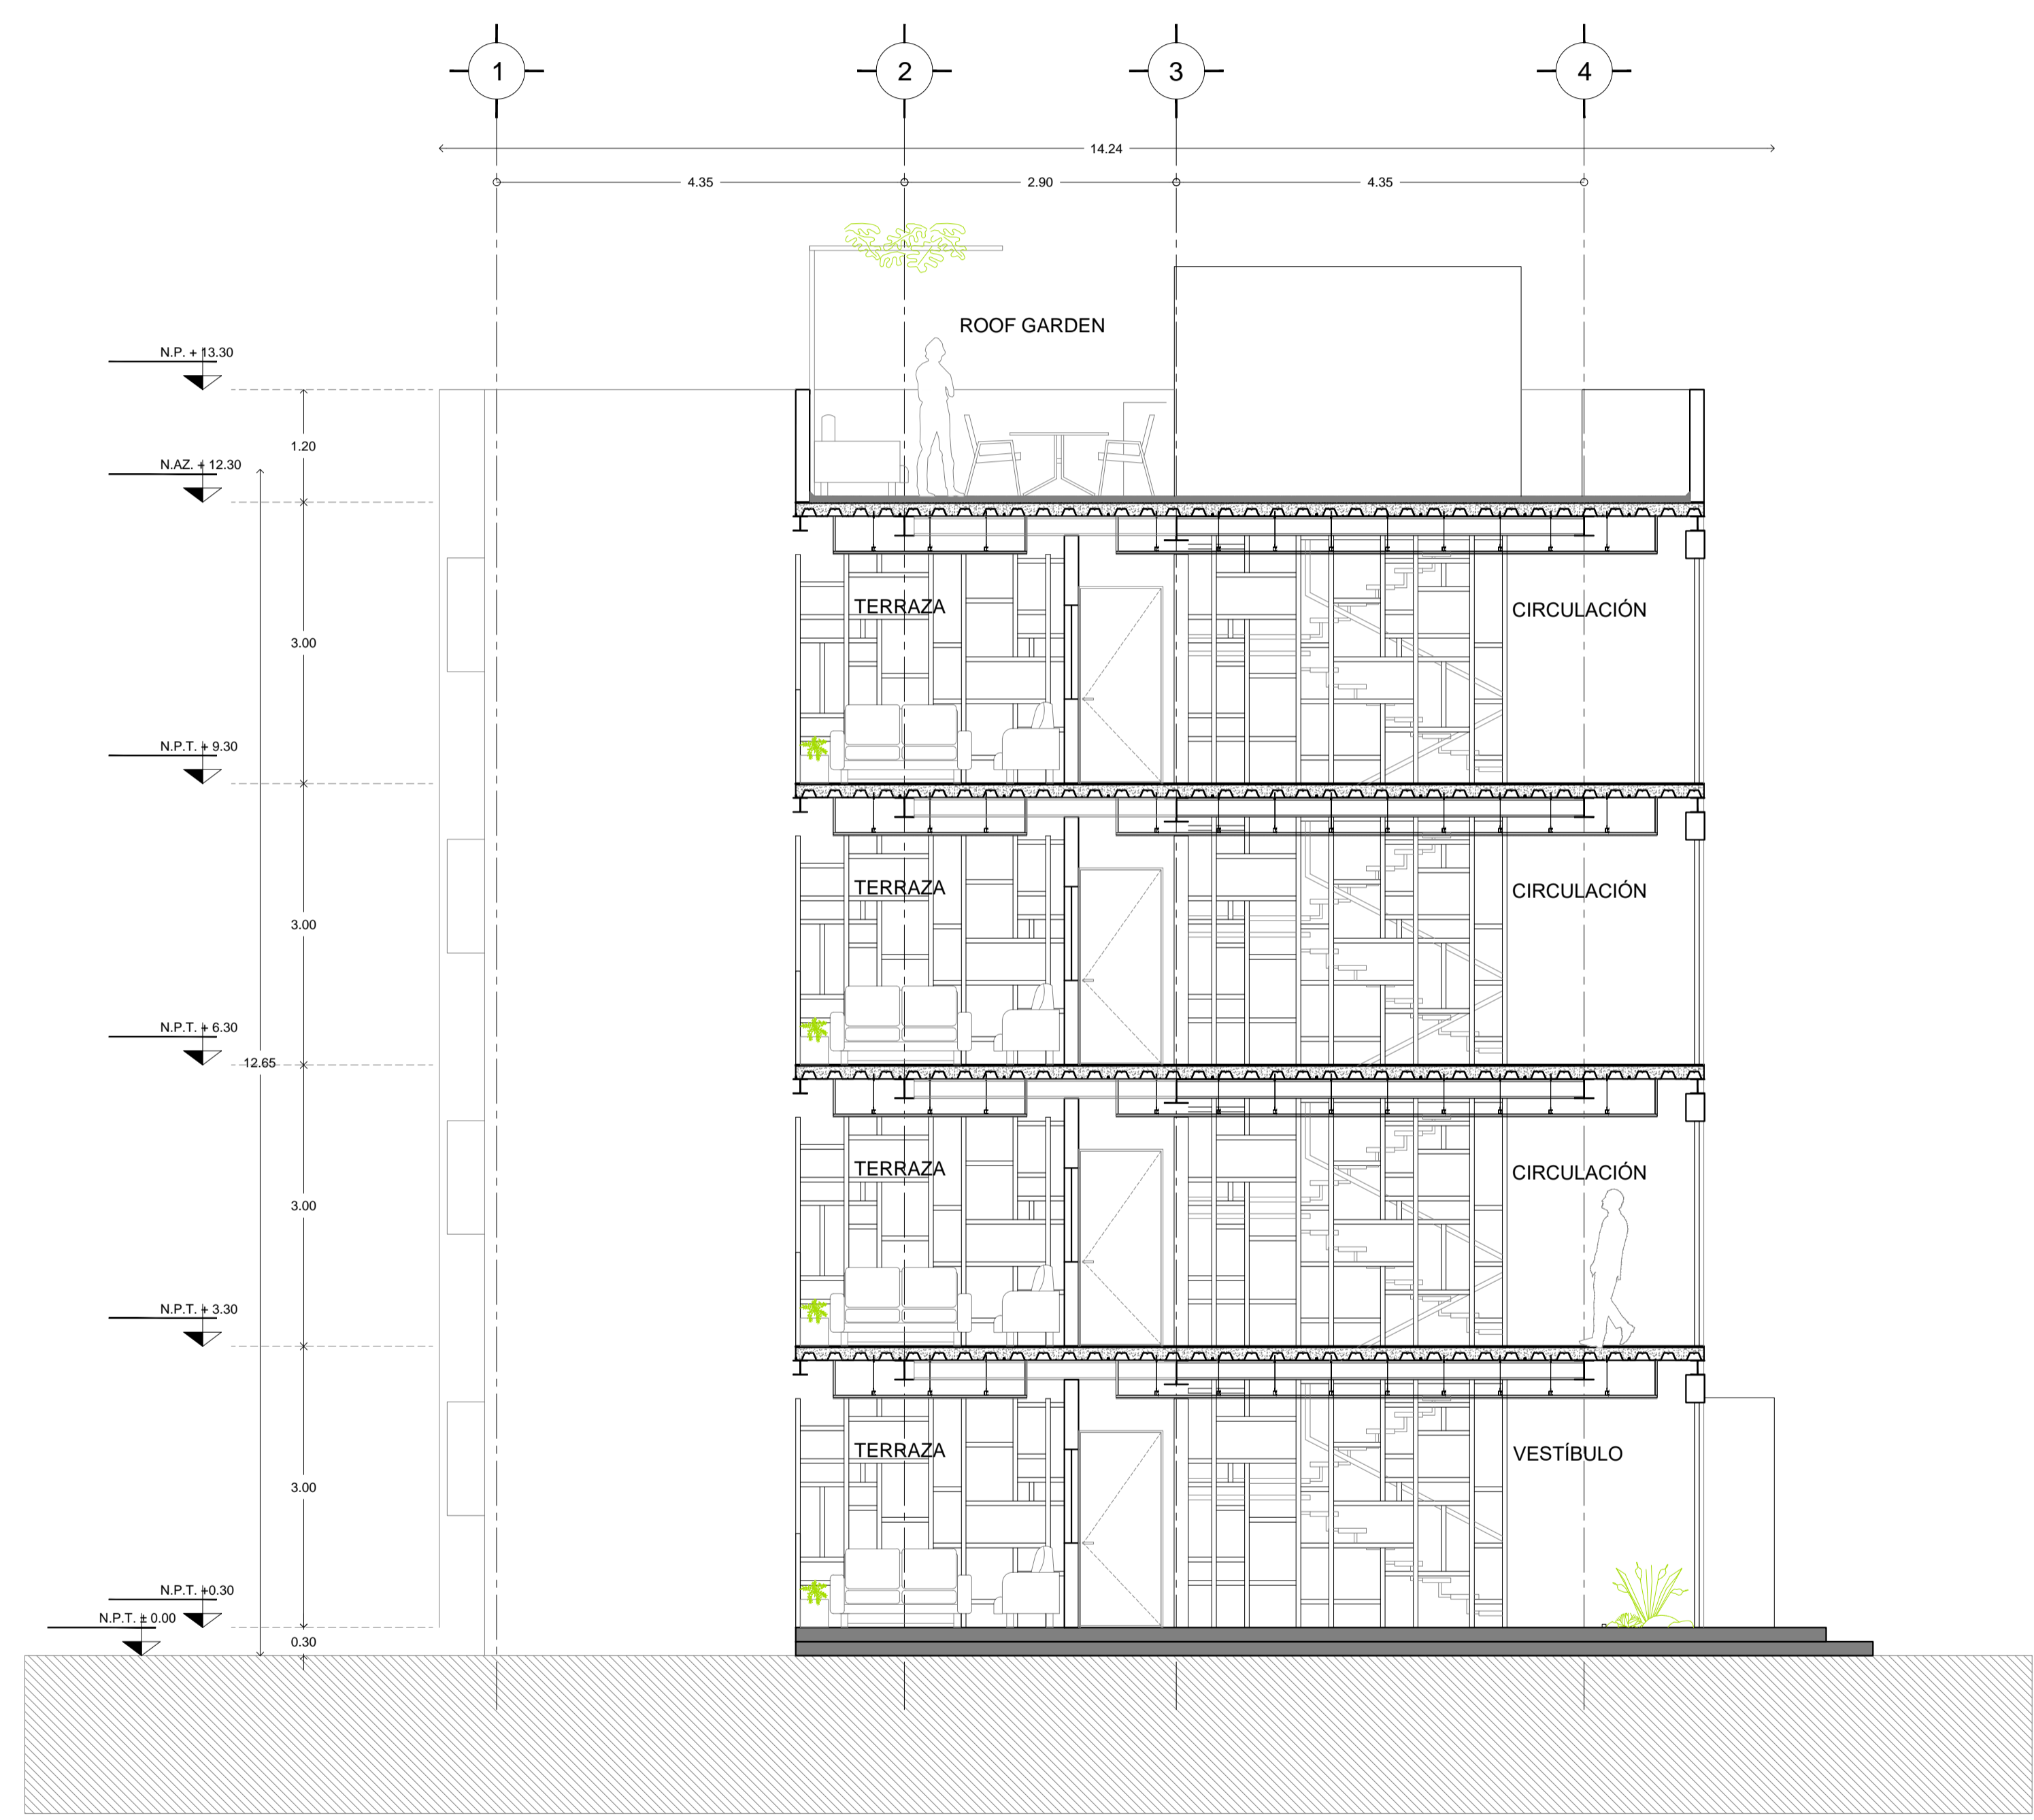 1 2 3 4
14.24
4.35 2.90 4.35
ROOF GARDEN
N.P. + 13.30
1.20
N.AZ. + 12.30
TERRAZA CIRCULACIÓN
3.00
N.P.T. + 9.30
TERRAZA CIRCULACIÓN
3.00
N.P.T. + 6.30
12.65
TERRAZA CIRCULACIÓN
3.00
N.P.T. + 3.30
TERRAZA VESTÍBULO
3.00
N.P.T. +0.30
N.P.T. ± 0.00
0.30